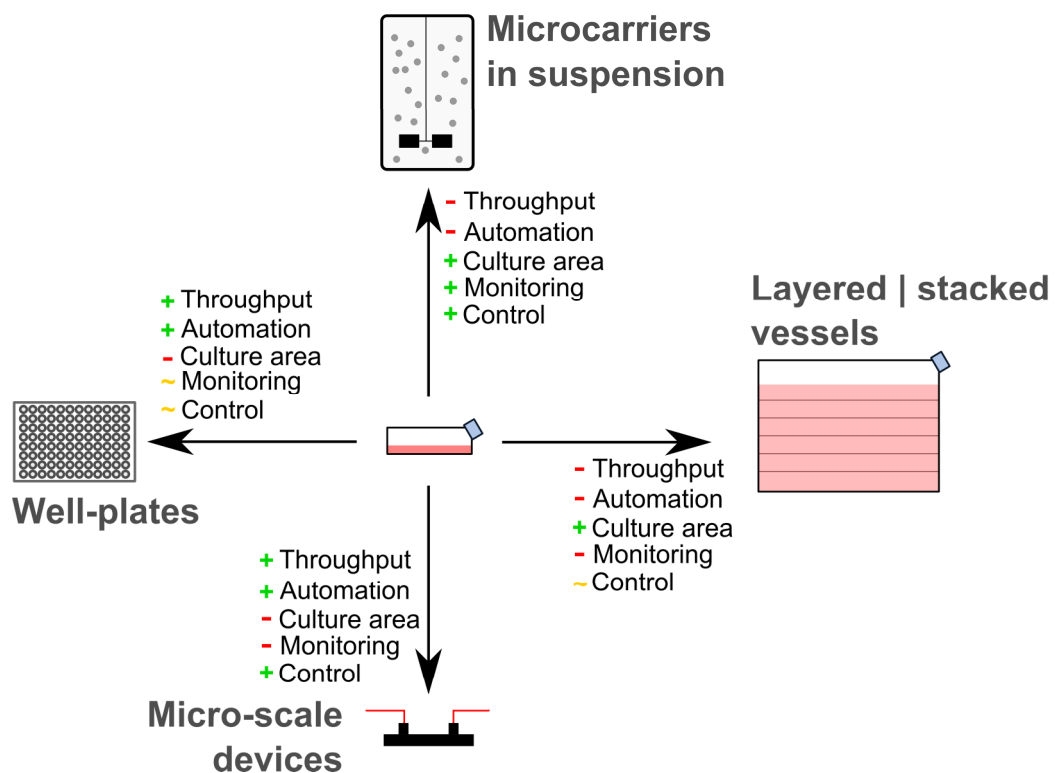 Microcarriers
in suspension
- Throughput
- Automation
+ Culture area
+ Monitoring
+ Control
+ Throughput
+ Automation
- Culture area
~ Monitoring
~ Control
Well-plates
Layered | stacked
vessels
- Throughput
- Automation
+ Culture area
- Monitoring
~ Control
+ Throughput
+ Automation
- Culture area
- Monitoring
+ Control
Micro-scale
devices